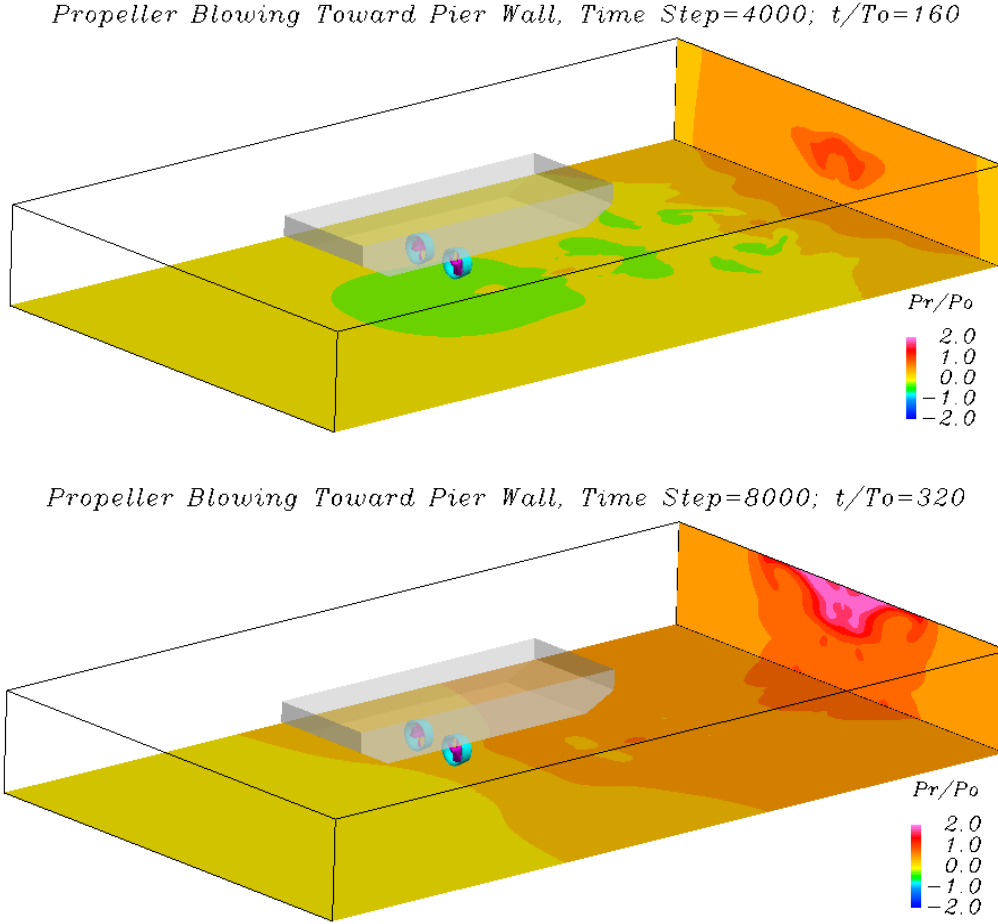 Propeller Blowing Toward Pier Wall, Time Step=4000; t/To=160
Pr/Po
2.0
1.0
0.0
-1.0
-2.0
Propeller Blowing Toward Pier Wall, Time Step=8000; t/To=320
Pr/Po
2.0
1.0
0.0
-1.0
-2.0